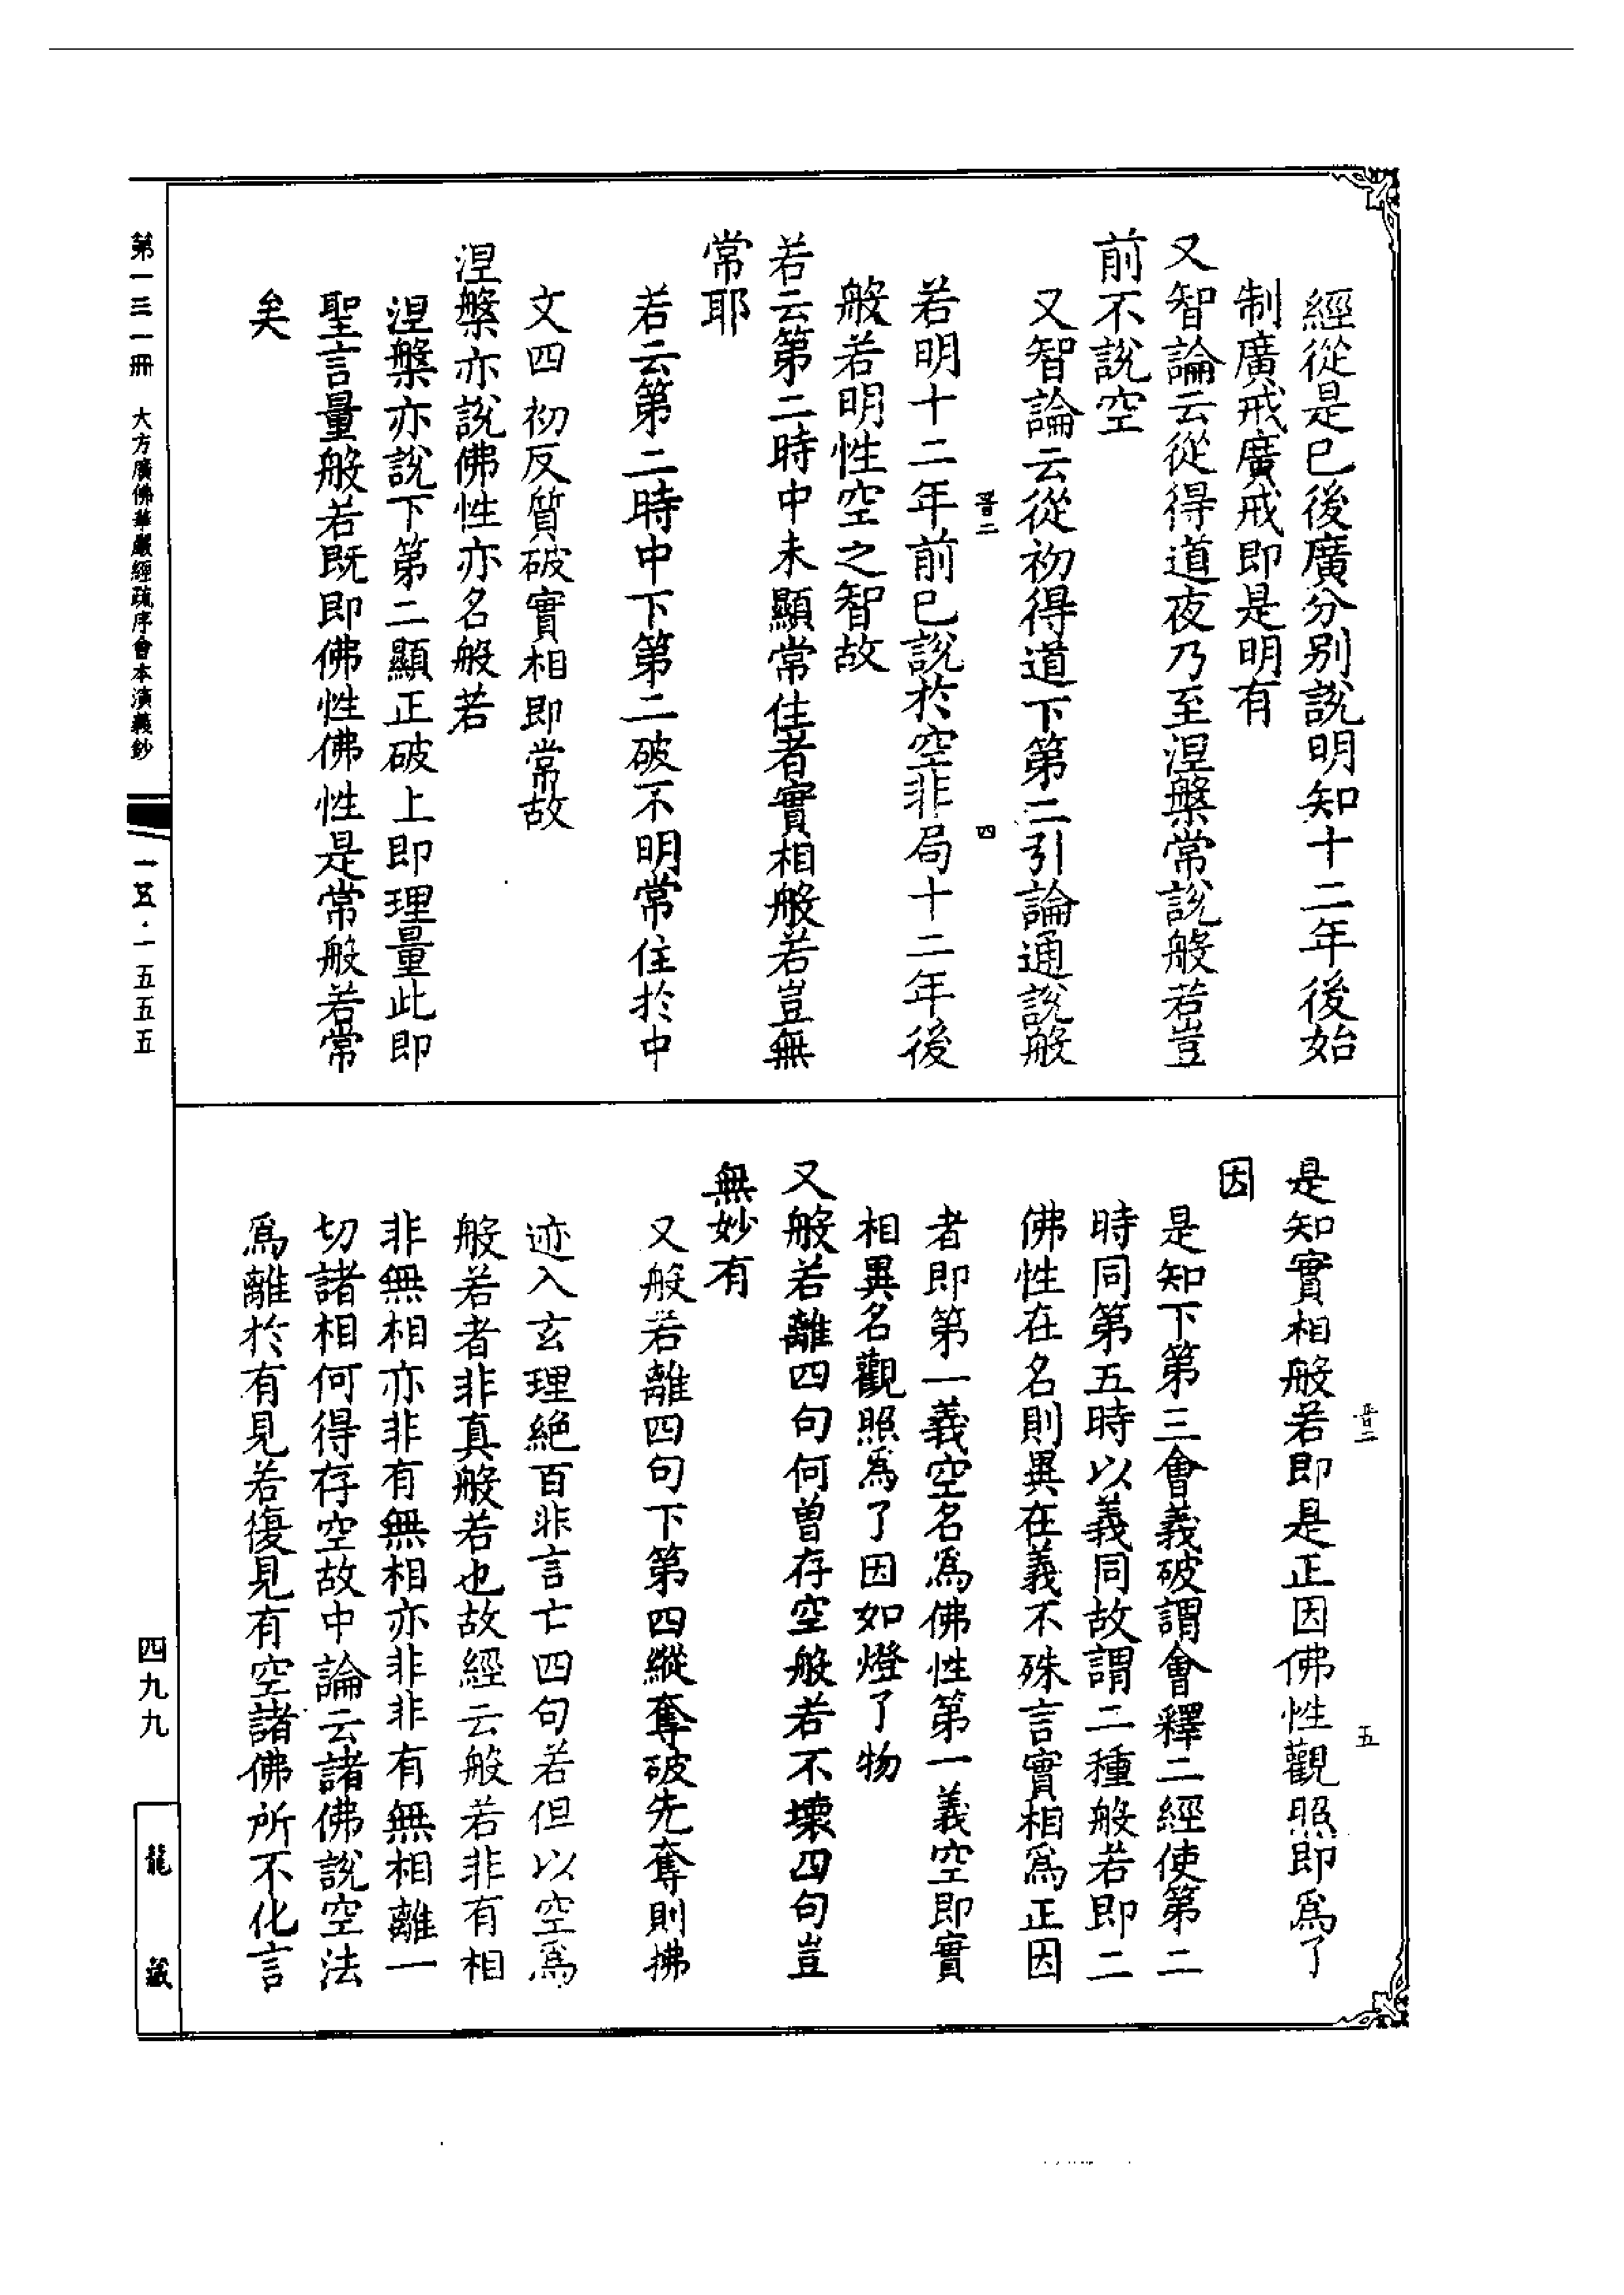 經從是已後廣分別說明知十二年後始
制廣戒廣戒即是明有
又智論云從得道夜乃至涅槃常說般若豈
前不說空
又智論云從初得道下第二引論通說般
晉二
四
若明十二年前已說於空非局十二年後
般若明性空之智故
若云第二時中未顯常住者實相般若豈無
常耶
若云第二時中下第二破不明常住於中
文四初反質破實相即常故
涅槃亦說佛性亦名般若
涅槃亦說下第二顯正破上即理量此即
聖言量般若既即佛性佛性是常般若常
矣
晉二
五
是知實相般若即是正因佛性觀照即爲了
因
是知下第三會義破謂會釋二經使第二
時同第五時以義同故謂二種般若即二
佛性在名則異在義不殊言實相爲正因
者即第一義空名爲佛性第一義空即實
相異名觀照爲了因如燈了物
又般若離四句何曾存空般若不壞四句豈
無妙有
又般若離四句下第四縱奪破先奪則拂
迹入玄理絕百非言亡四句若但以空爲
般若者非真般若也故經云般若非有相
非無相亦非有無相亦非非有無相離一
切諸相何得存空故中論云諸佛說空法
爲離於有見若復見有空諸佛所不化言
第一三一冊 大方廣佛華嚴經疏序會本演義鈔
一五五·一五五五
四九九
龍藏